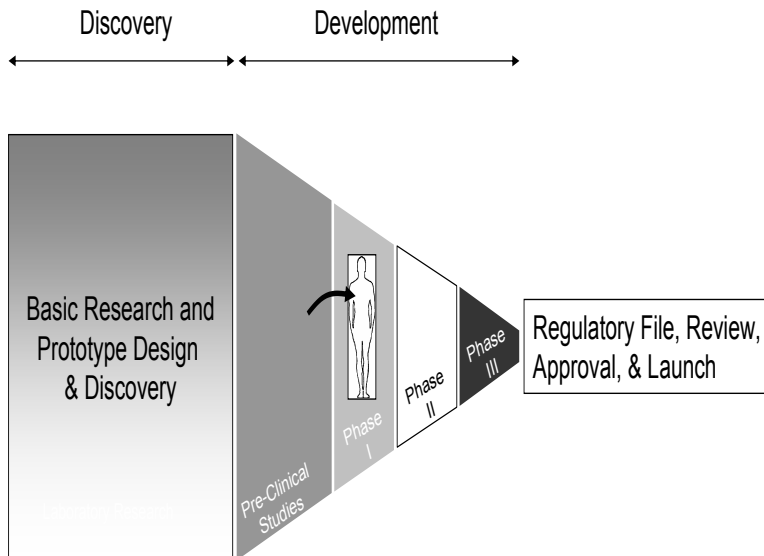 Discovery
Development
Basic Research and
Prototype Design
& Discovery
Pre-Clinical
Studies
Phase
I
Phase
II
Phase
III
Regulatory File, Review,
Approval, & Launch